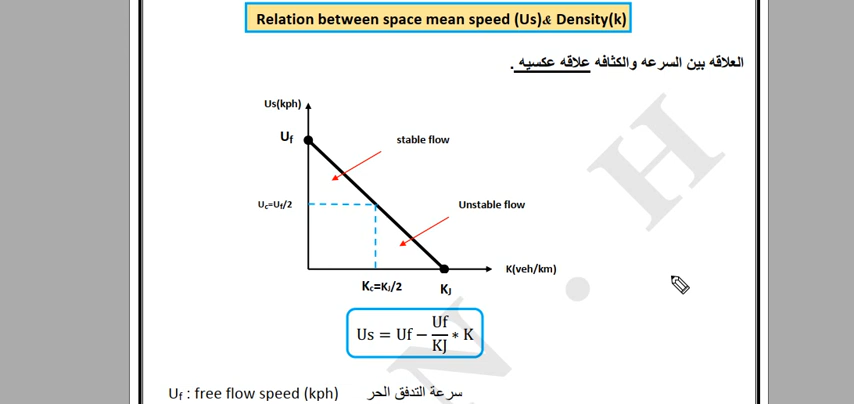 Relation between space mean speed (Us)& Density(k)
العلاقه بين السرعه والكثافه علاقه عكسيه .
Us(kph)
Uf
stable flow
Uc=Uf/2
Unstable flow
K(veh/km)
Kc=KJ/2
KJ
Us = Uf − Uf/KJ * K
Uf : free flow speed (kph) سرعة التدفق الحر
N . H